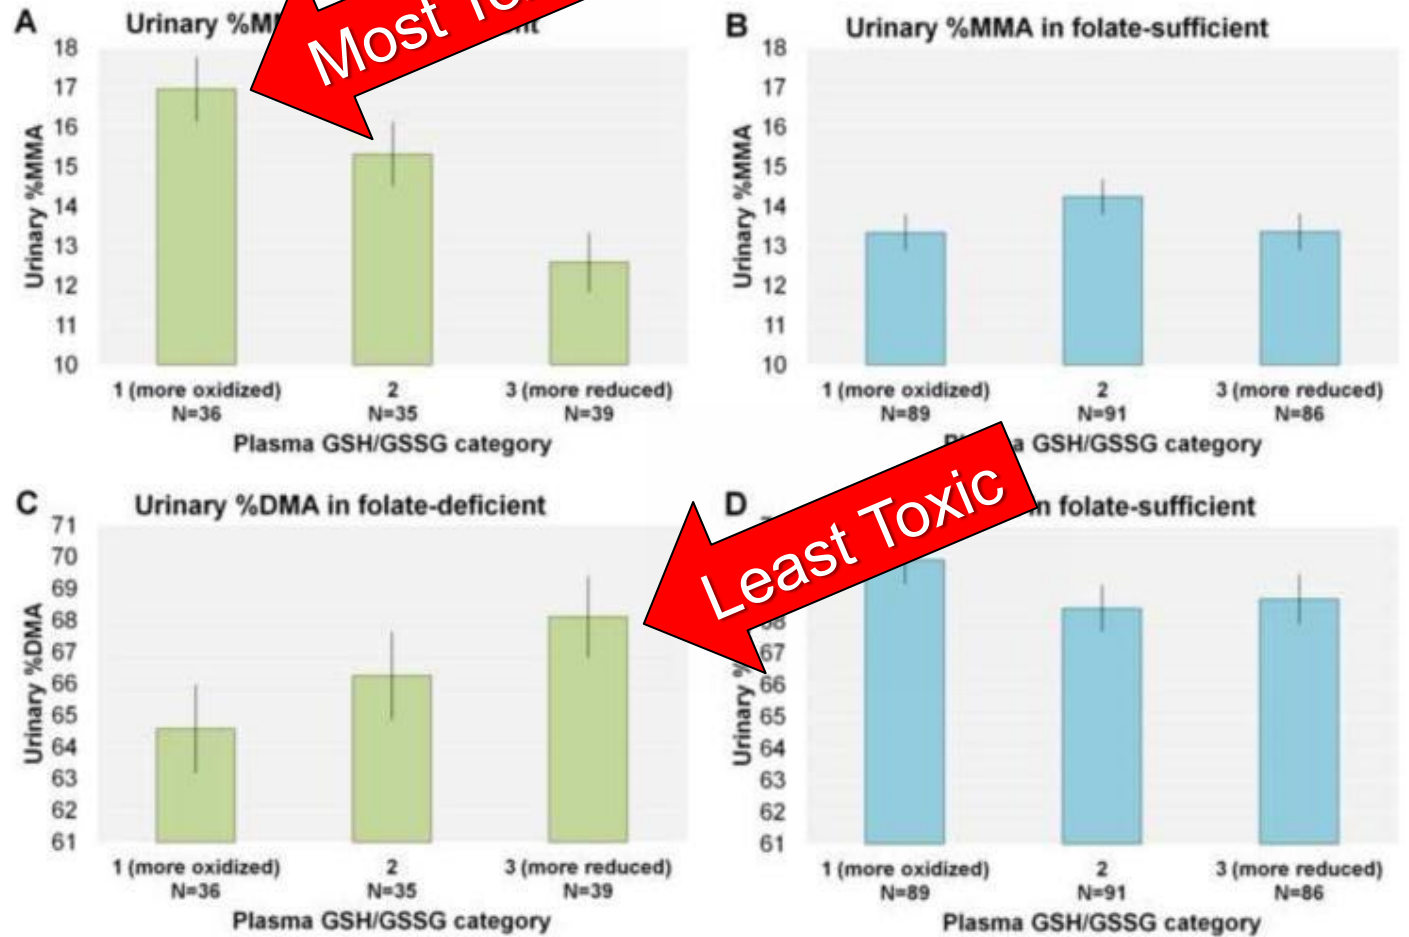 A
Urinary %M
nt
Most To
18
17
16
15
14
13
12
11
10
Urinary %MMA
1 (more oxidized)
N=36
2
N=35
3 (more reduced)
N=39
Plasma GSH/GSSG category
B
Urinary %MMA in folate-sufficient
18
17
16
15
14
13
12
11
10
Urinary %MMA
1 (more oxidized)
N=89
2
N=91
3 (more reduced)
N=86
a GSH/GSSG category
C
Urinary %DMA in folate-deficient
71
70
69
68
67
66
65
64
63
62
61
Urinary %DMA
1 (more oxidized)
N=36
2
N=35
3 (more reduced)
N=39
Plasma GSH/GSSG category
Least Toxic
D
in folate-sufficient
68
67
66
65
64
63
62
61
Urinary %
1 (more oxidized)
N=89
2
N=91
3 (more reduced)
N=86
Plasma GSH/GSSG category